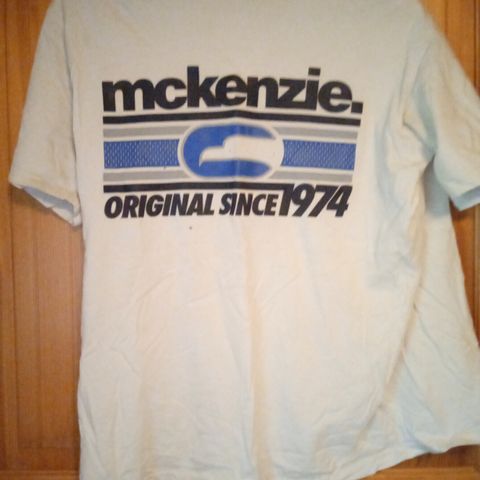 mckenzie.
ORIGINAL SINCE 1974